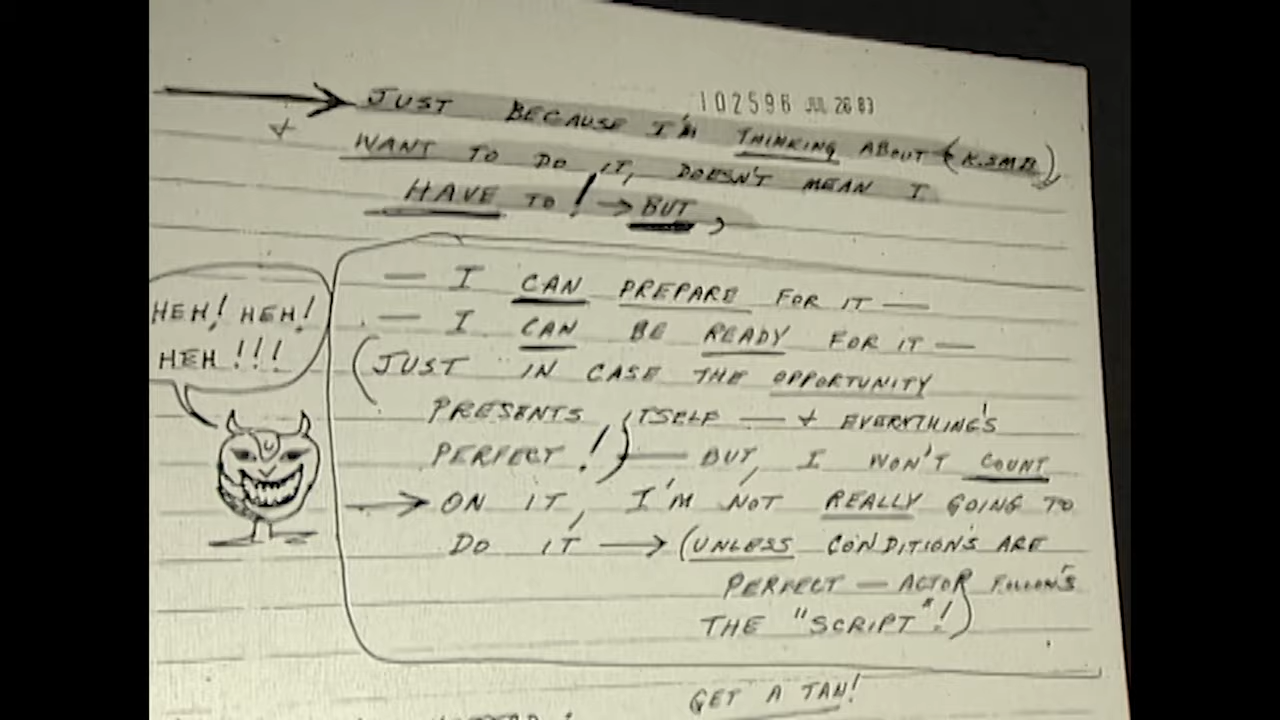 102596 JUL 26 83
JUST BECAUSE I'M THINKING ABOUT (K.SMB)
+ WANT TO DO IT, DOESN'T MEAN I
HAVE TO! → BUT,
— I CAN PREPARE FOR IT —
— I CAN BE READY FOR IT —
(JUST IN CASE THE OPPORTUNITY
PRESENTS ITSELF — + EVERYTHING'S
PERFECT!) — BUT, I WON'T COUNT
→ ON IT, I'M NOT REALLY GOING TO
DO IT → (UNLESS CONDITION'S ARE
PERFECT — ACTOR FOLLOW'S
THE "SCRIPT"!)
HEH! HEH!
HEH!!!
GET A TAN!